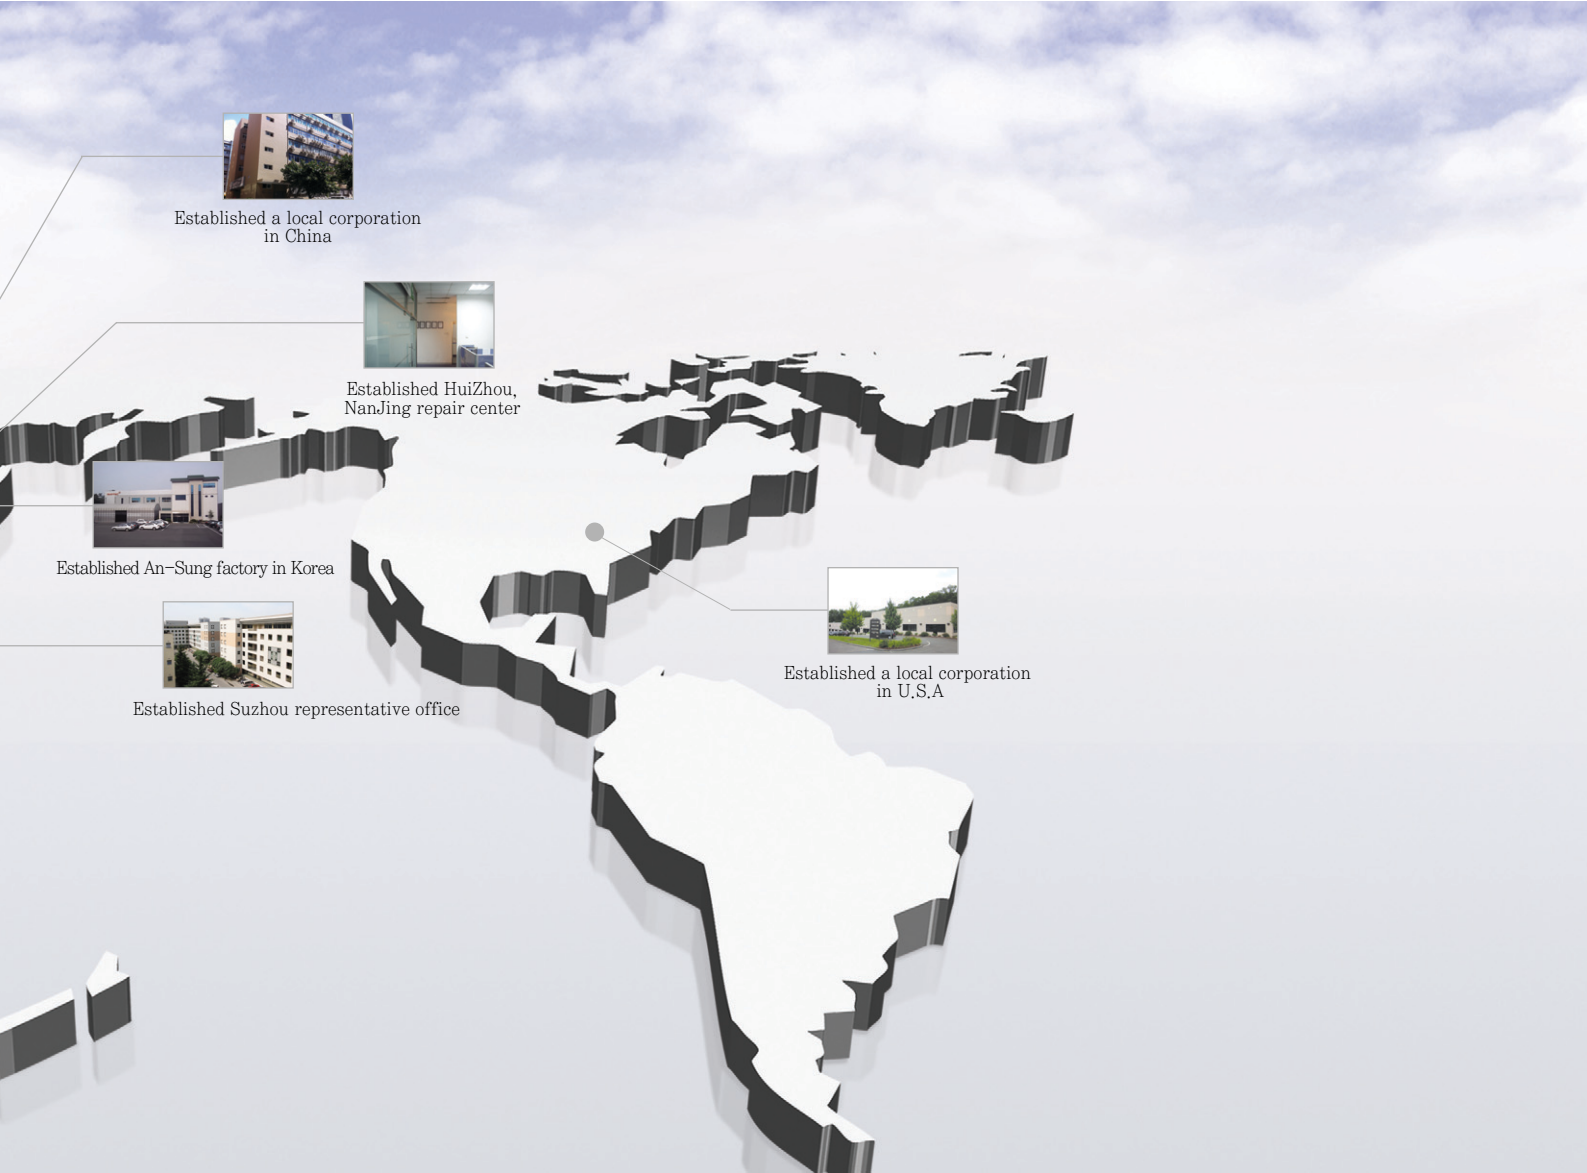 Established a local corporation
in China
Established HuiZhou,
NanJing repair center
Established An-Sung factory in Korea
Established Suzhou representative office
Established a local corporation
in U.S.A